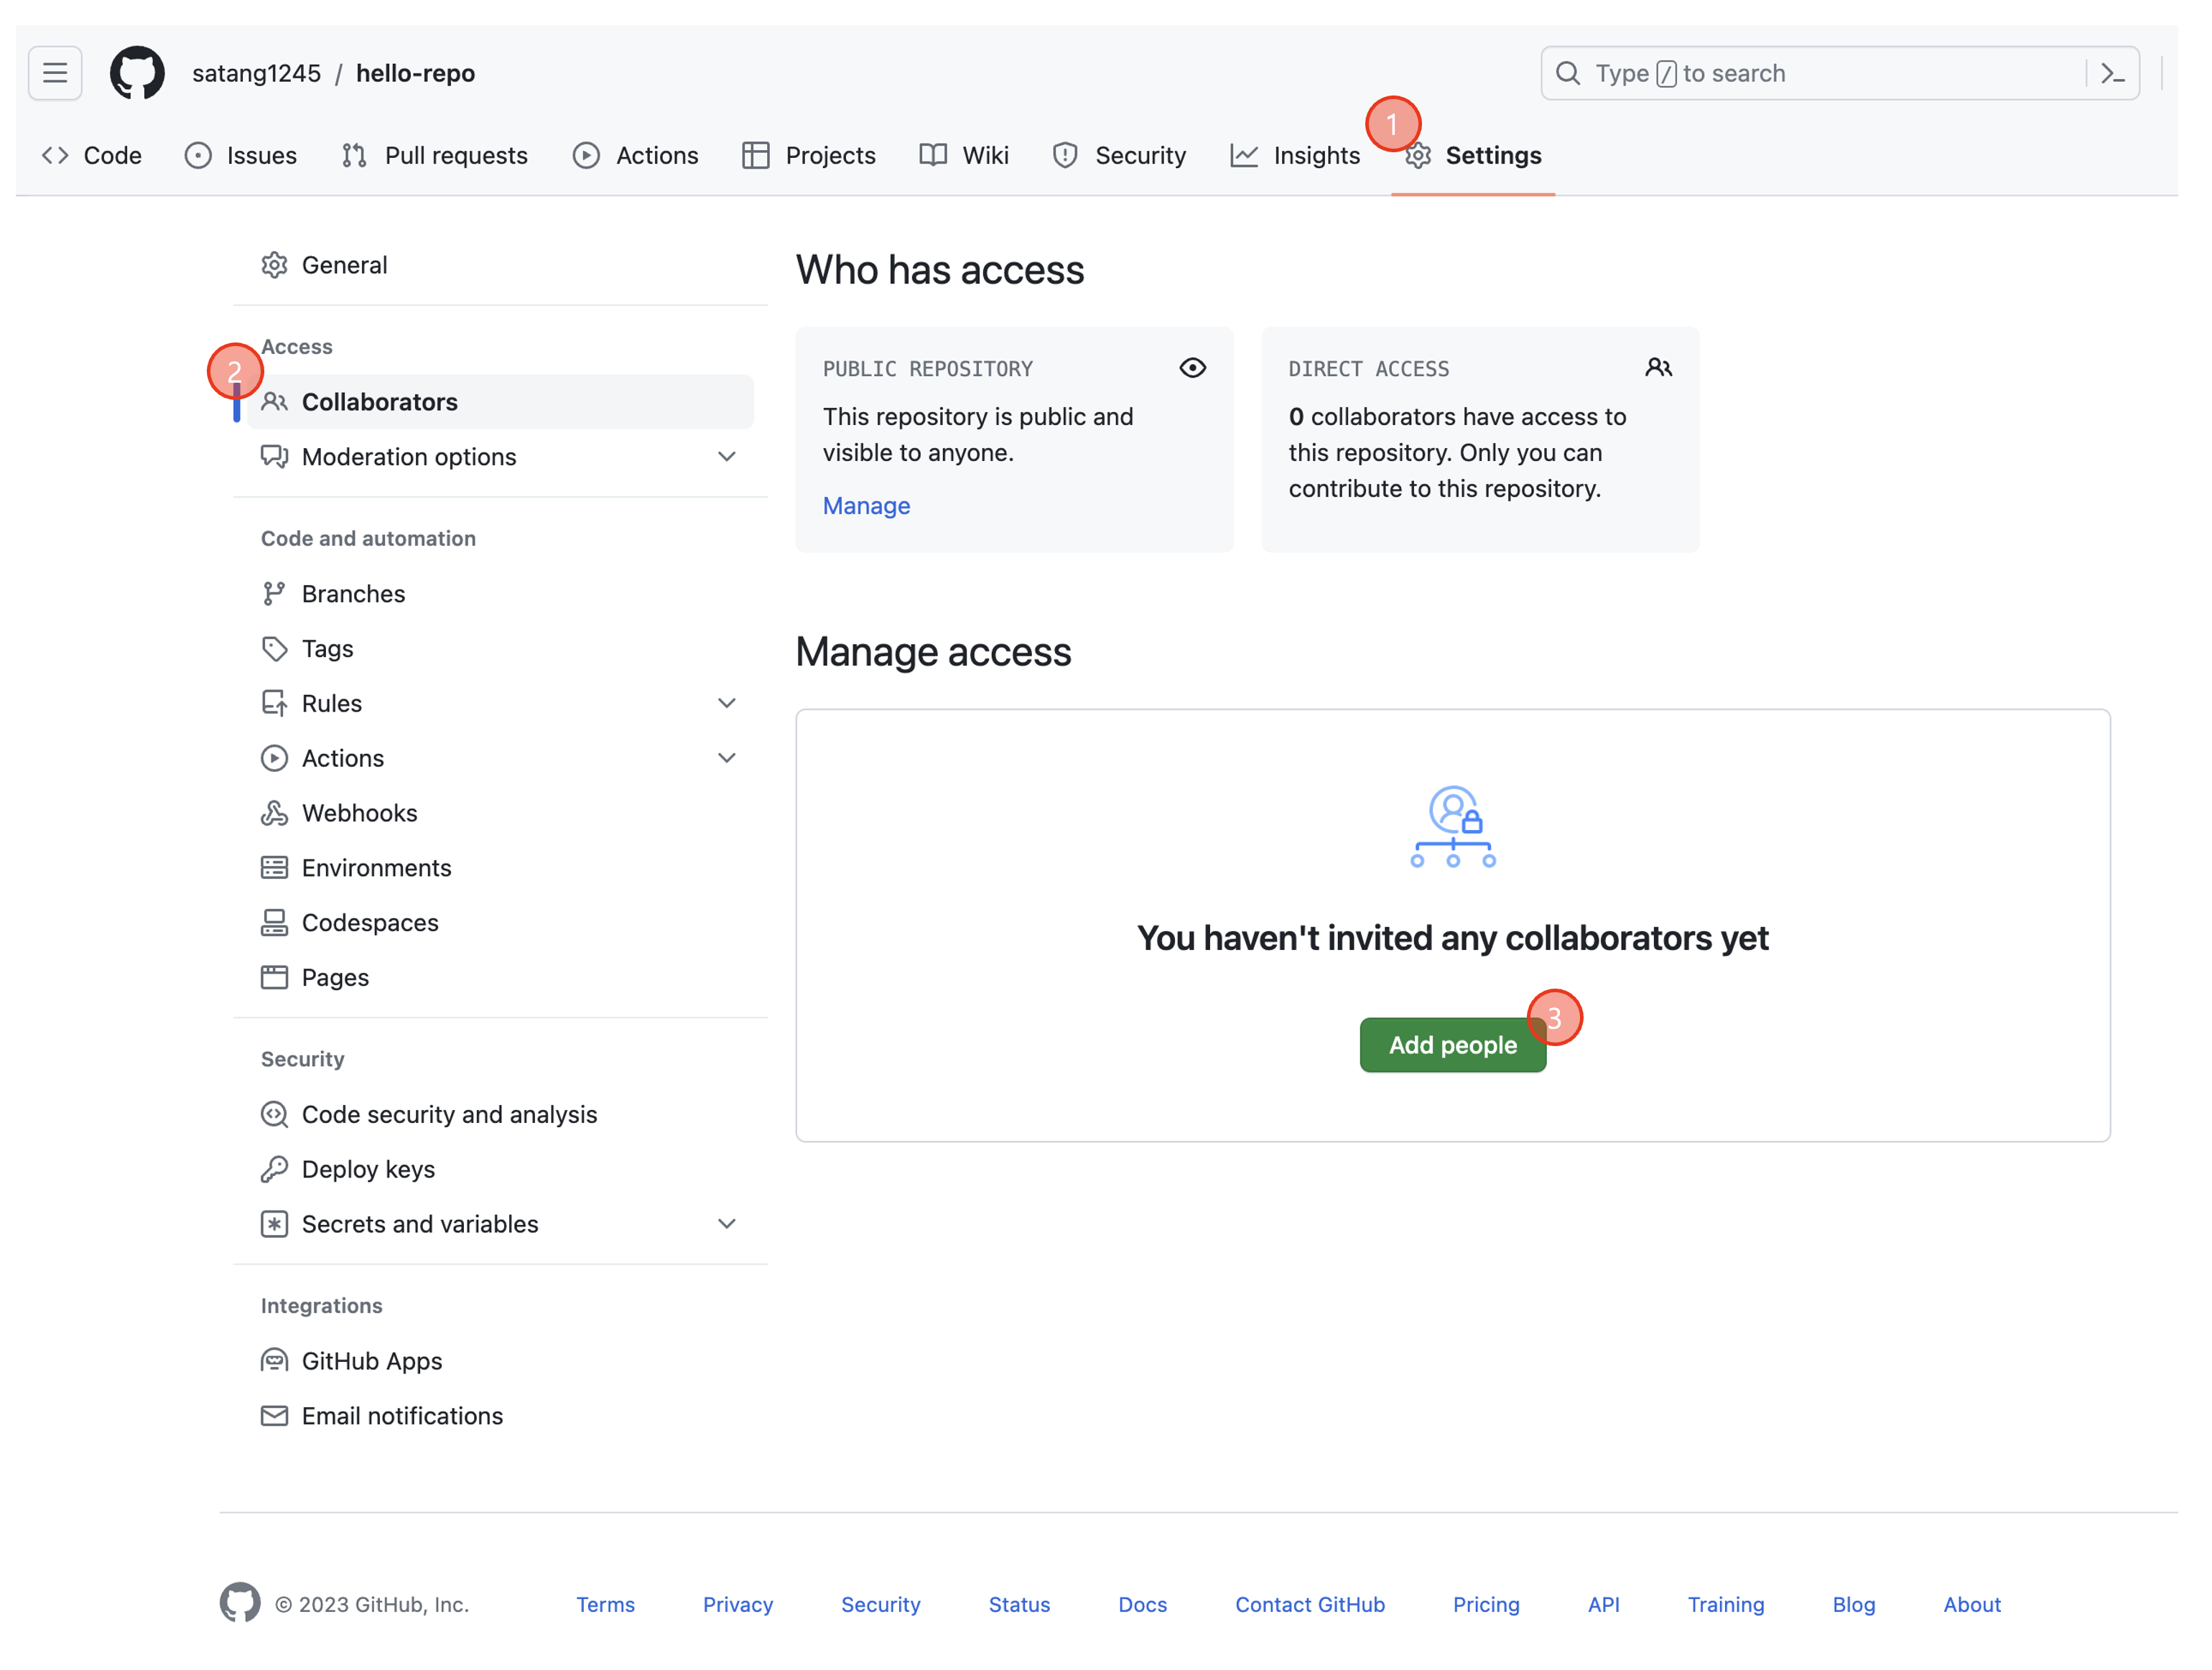 satang1245 / hello-repo
Type / to search
1
Code Issues Pull requests Actions Projects Wiki Security Insights Settings
General
Access
2
Collaborators
Moderation options
Code and automation
Branches
Tags
Rules
Actions
Webhooks
Environments
Codespaces
Pages
Security
Code security and analysis
Deploy keys
Secrets and variables
Integrations
GitHub Apps
Email notifications
Who has access
PUBLIC REPOSITORY
This repository is public and
visible to anyone.
Manage
DIRECT ACCESS
0 collaborators have access to
this repository. Only you can
contribute to this repository.
Manage access
You haven't invited any collaborators yet
3
Add people
© 2023 GitHub, Inc. Terms Privacy Security Status Docs Contact GitHub Pricing API Training Blog About